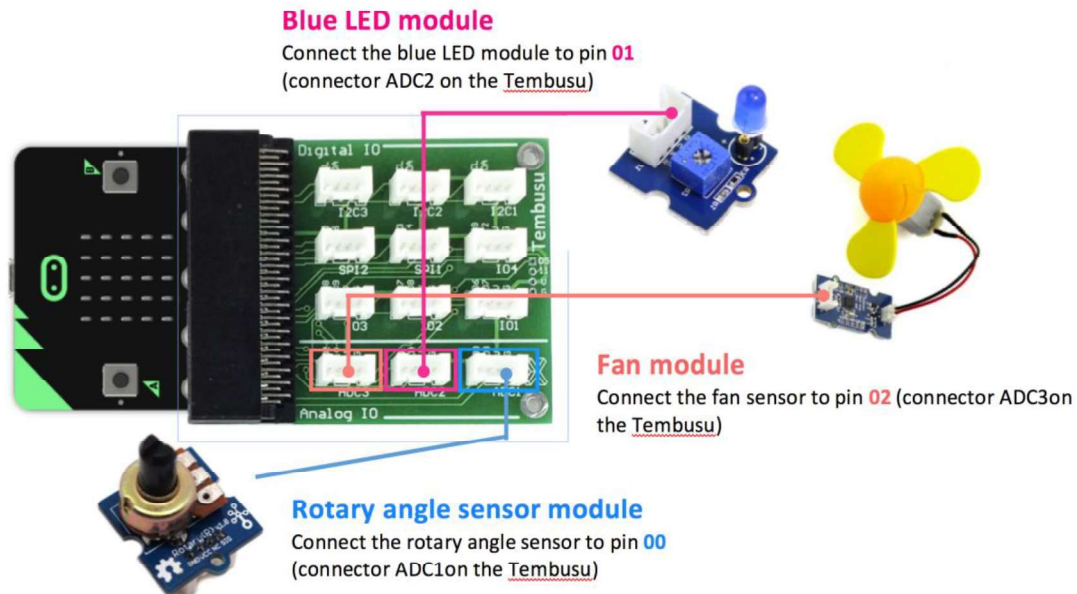 Blue LED module
Connect the blue LED module to pin 01
(connector ADC2 on the Tembusu)
Digital IO
I2C3 I2C2 I2C1
Tembusu
SPI2 SPI1 IO4
IO3 IO2 IO1
ADC3 ADC2 ADC1
Analog IO
B
A
Fan module
Connect the fan sensor to pin 02 (connector ADC3on
the Tembusu)
Rotary angle sensor module
Connect the rotary angle sensor to pin 00
(connector ADC1on the Tembusu)